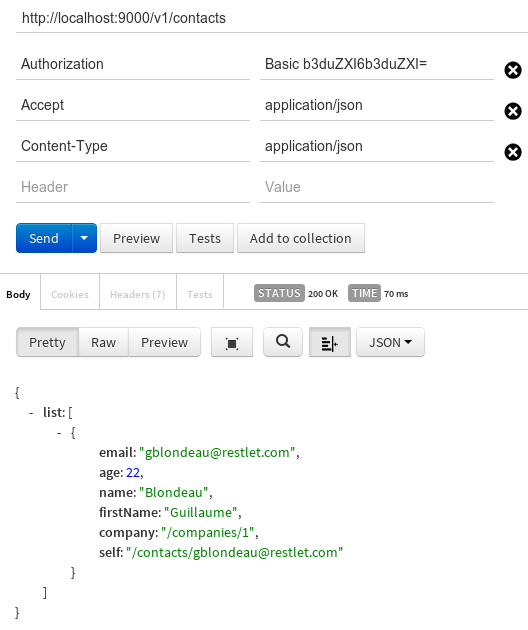 http://localhost:9000/v1/contacts
Authorization Basic b3duZXI6b3duZXI=
Accept application/json
Content-Type application/json
Header Value
Send Preview Tests Add to collection
Body Cookies Headers (7) Tests STATUS 200 OK TIME 70 ms
Pretty Raw Preview JSON
{
- list: [
- {
email: "gblondeau@restlet.com",
age: 22,
name: "Blondeau",
firstName: "Guillaume",
company: "/companies/1",
self: "/contacts/gblondeau@restlet.com"
}
]
}